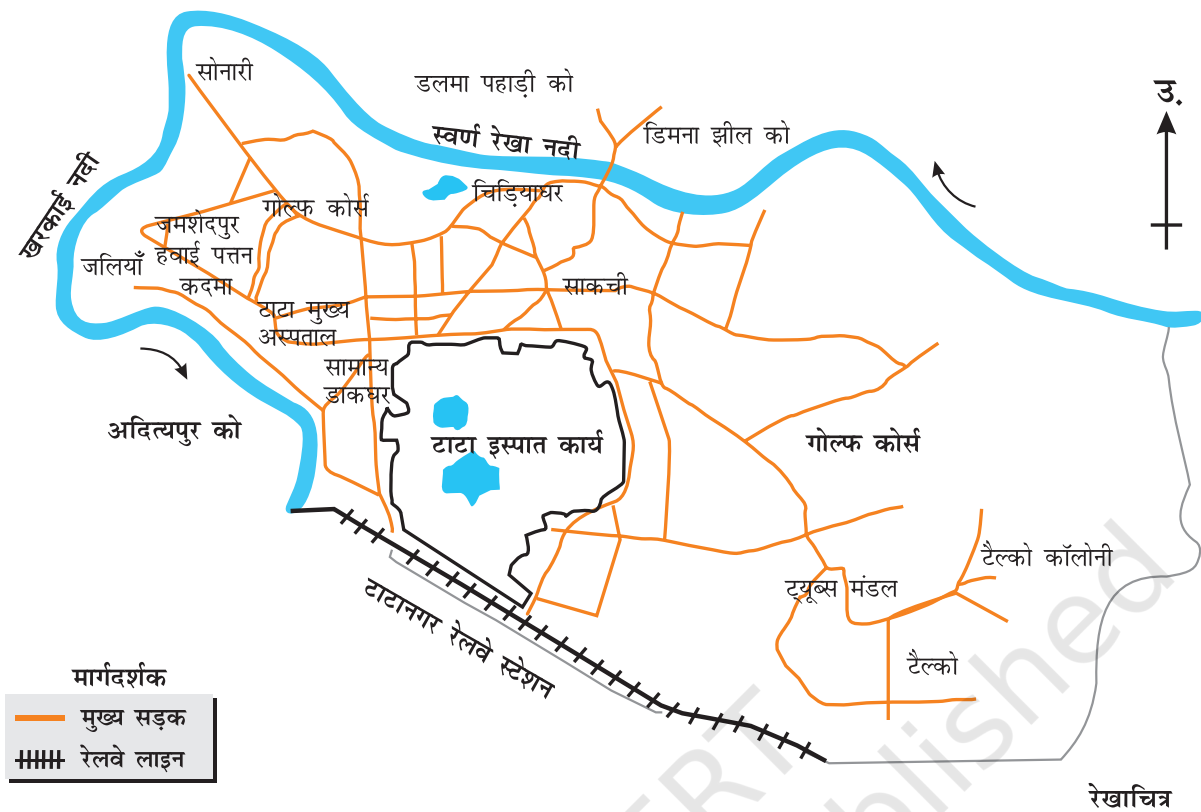 सोनारी
डलमा पहाड़ी को
उ.
स्वर्ण रेखा नदी
डिमना झील को
खरकाई नदी
चिड़ियाघर
गोल्फ कोर्स
जमशेदपुर
हवाई पत्तन
जलियाँ
कदमा
साकची
टाटा मुख्य
अस्पताल
सामान्य
डाकघर
अदित्यपुर को
टाटा इस्पात कार्य
गोल्फ कोर्स
टैल्को कॉलोनी
ट्यूब्स मंडल
टैल्को
टाटानगर रेलवे स्टेशन
मार्गदर्शक
मुख्य सड़क
रेलवे लाइन
रेखाचित्र